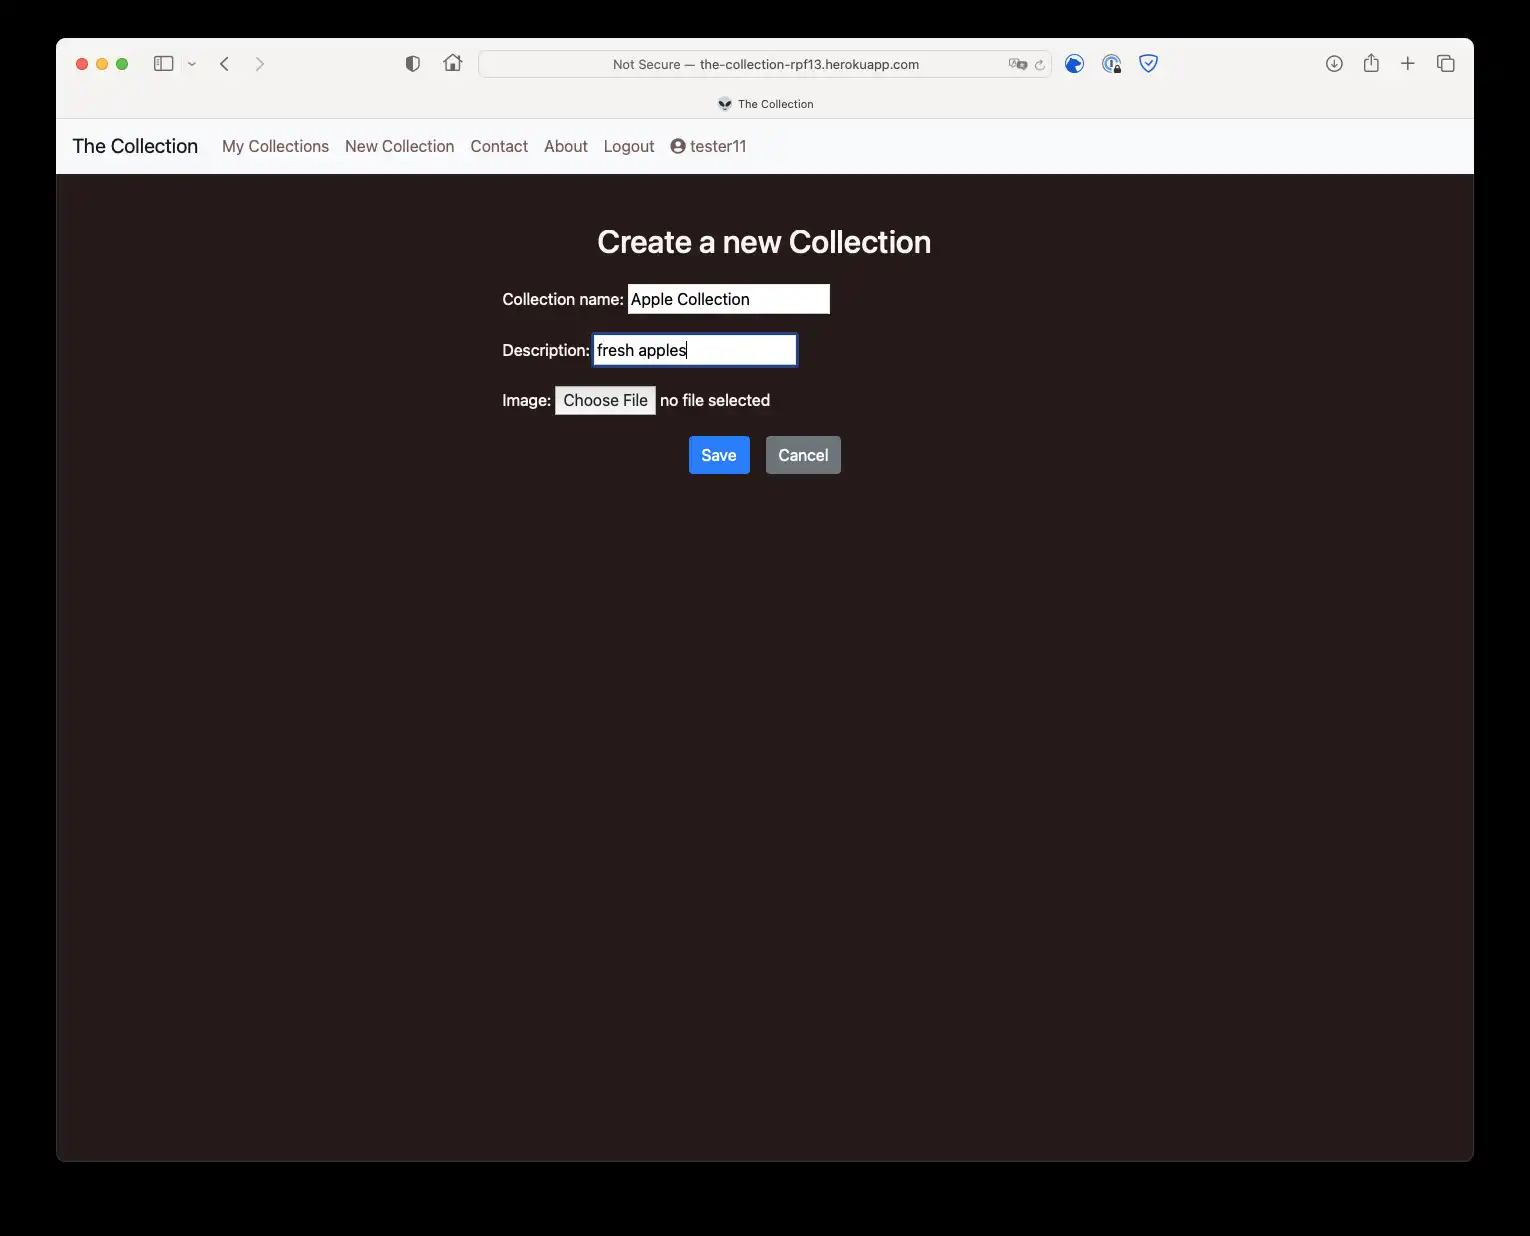 Not Secure — the-collection-rpf13.herokuapp.com
The Collection
The Collection My Collections New Collection Contact About Logout tester11
Create a new Collection
Collection name: Apple Collection
Description: fresh apples
Image: Choose File no file selected
Save Cancel